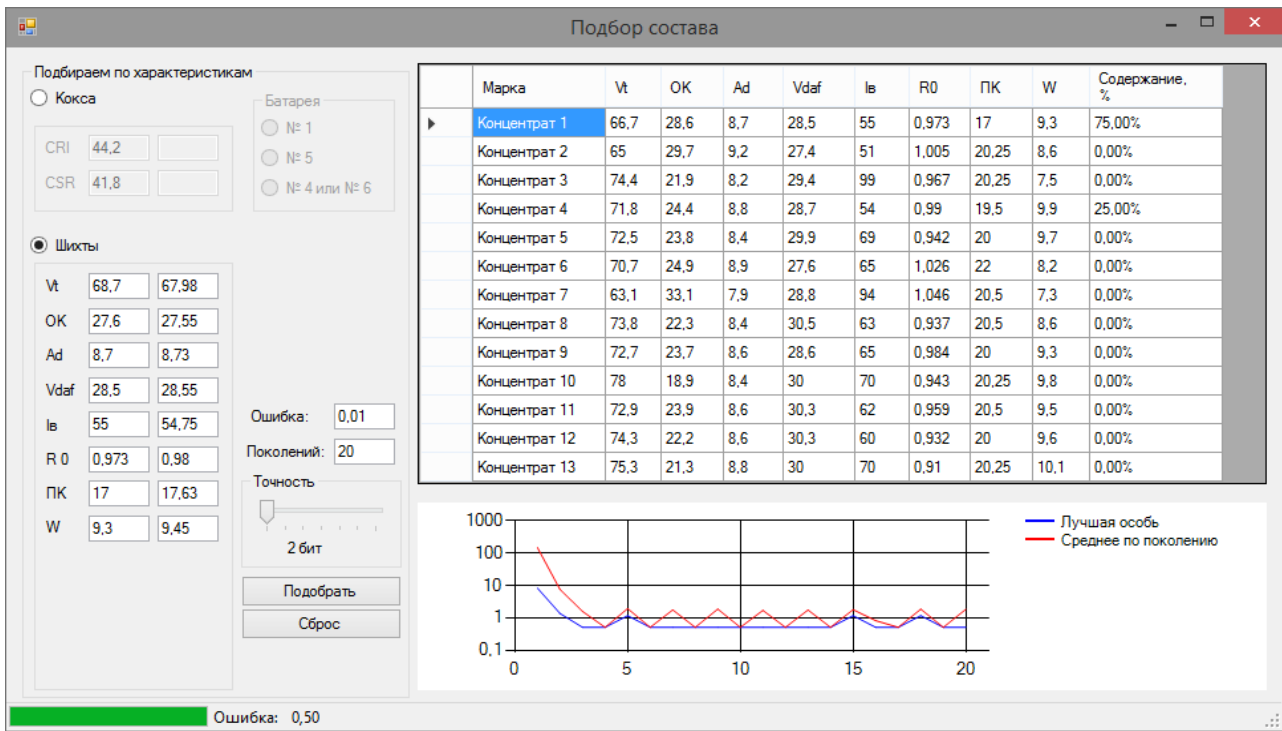 Подбор состава
Подбираем по характеристикам
Кокса
Батарея
№ 1
№ 5
№ 4 или № 6
CRI 44,2
CSR 41,8
Шихты
Vt 68,7 67,98
OK 27,6 27,55
Ad 8,7 8,73
Vdaf 28,5 28,55
Iв 55 54,75
R 0 0,973 0,98
ПК 17 17,63
W 9,3 9,45
Ошибка: 0,01
Поколений: 20
Точность
2 бит
Подобрать
Сброс
Марка Vt OK Ad Vdaf Iв R0 ПК W Содержание,
%
Концентрат 1 66,7 28,6 8,7 28,5 55 0,973 17 9,3 75,00%
Концентрат 2 65 29,7 9,2 27,4 51 1,005 20,25 8,6 0,00%
Концентрат 3 74,4 21,9 8,2 29,4 99 0,967 20,25 7,5 0,00%
Концентрат 4 71,8 24,4 8,8 28,7 54 0,99 19,5 9,9 25,00%
Концентрат 5 72,5 23,8 8,4 29,9 69 0,942 20 9,7 0,00%
Концентрат 6 70,7 24,9 8,9 27,6 65 1,026 22 8,2 0,00%
Концентрат 7 63,1 33,1 7,9 28,8 94 1,046 20,5 7,3 0,00%
Концентрат 8 73,8 22,3 8,4 30,5 63 0,937 20,5 8,6 0,00%
Концентрат 9 72,7 23,7 8,6 28,6 65 0,984 20 9,3 0,00%
Концентрат 10 78 18,9 8,4 30 70 0,943 20,25 9,8 0,00%
Концентрат 11 72,9 23,9 8,6 30,3 62 0,959 20,5 9,5 0,00%
Концентрат 12 74,3 22,2 8,6 30,3 60 0,932 20 9,6 0,00%
Концентрат 13 75,3 21,3 8,8 30 70 0,91 20,25 10,1 0,00%
1000
100
10
1
0,1
0 5 10 15 20
Лучшая особь
Среднее по поколению
Ошибка: 0,50